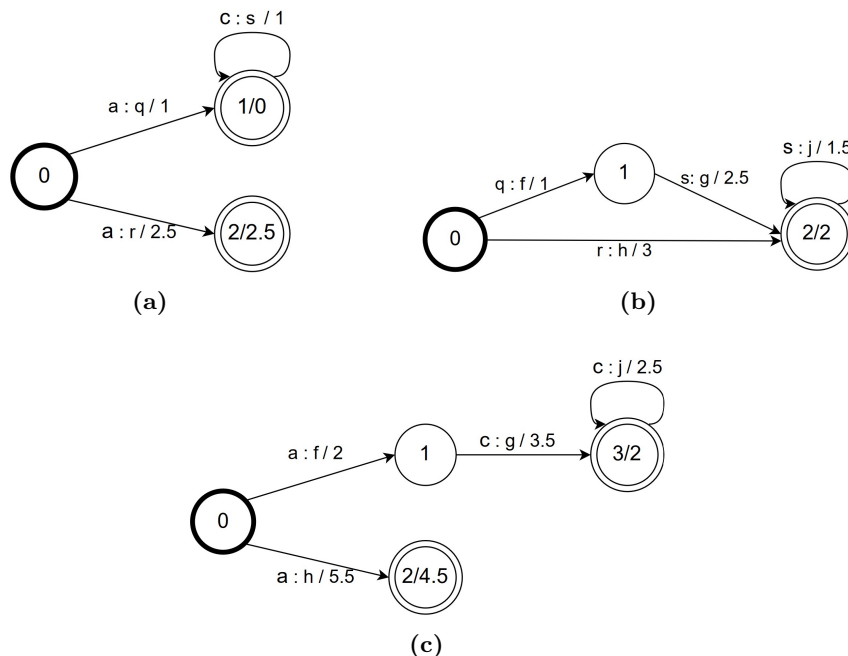 c : s / 1
a : q / 1
1/0
0
a : r / 2.5
2/2.5
(a)
s : j / 1.5
q : f / 1
1
s: g / 2.5
0
2/2
r : h / 3
(b)
c : j / 2.5
a : f / 2
1
c : g / 3.5
3/2
0
a : h / 5.5
2/4.5
(c)